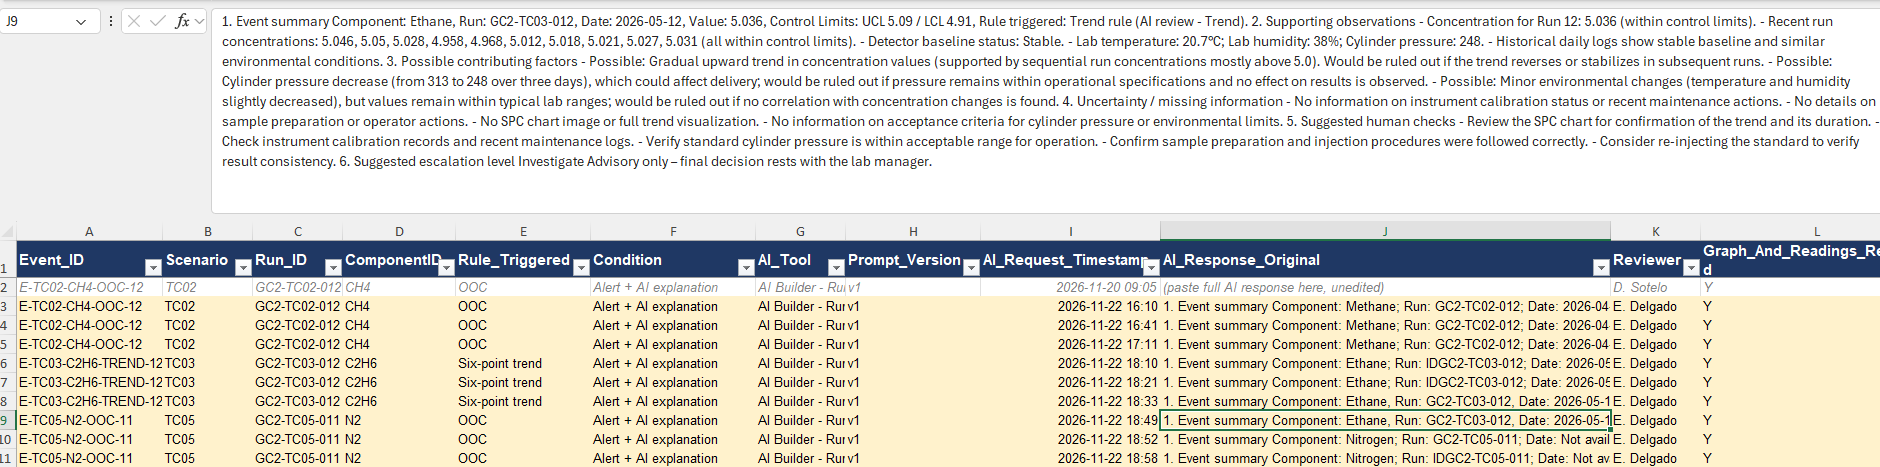 J9
fx
1. Event summary Component: Ethane, Run: GC2-TC03-012, Date: 2026-05-12, Value: 5.036, Control Limits: UCL 5.09 / LCL 4.91, Rule triggered: Trend rule (AI review - Trend). 2. Supporting observations - Concentration for Run 12: 5.036 (within control limits). - Recent run
concentrations: 5.046, 5.05, 5.028, 4.958, 4.968, 5.012, 5.018, 5.021, 5.027, 5.031 (all within control limits). - Detector baseline status: Stable. - Lab temperature: 20.7°C; Lab humidity: 38%; Cylinder pressure: 248. - Historical daily logs show stable baseline and similar
environmental conditions. 3. Possible contributing factors - Possible: Gradual upward trend in concentration values (supported by sequential run concentrations mostly above 5.0). Would be ruled out if the trend reverses or stabilizes in subsequent runs. - Possible:
Cylinder pressure decrease (from 313 to 248 over three days), which could affect delivery; would be ruled out if pressure remains within operational specifications and no effect on results is observed. - Possible: Minor environmental changes (temperature and humidity
slightly decreased), but values remain within typical lab ranges; would be ruled out if no correlation with concentration changes is found. 4. Uncertainty / missing information - No information on instrument calibration status or recent maintenance actions. - No details on
sample preparation or operator actions. - No SPC chart image or full trend visualization. - No information on acceptance criteria for cylinder pressure or environmental limits. 5. Suggested human checks - Review the SPC chart for confirmation of the trend and its duration. -
Check instrument calibration records and recent maintenance logs. - Verify standard cylinder pressure is within acceptable range for operation. - Confirm sample preparation and injection procedures were followed correctly. - Consider re-injecting the standard to verify
result consistency. 6. Suggested escalation level Investigate Advisory only – final decision rests with the lab manager.
A B C D E F G H I J K L
1 Event_ID Scenario Run_ID ComponentID Rule_Triggered Condition AI_Tool Prompt_Version AI_Request_Timestamp AI_Response_Original Reviewer Graph_And_Readings_Re
d
2 E-TC02-CH4-OOC-12 TC02 GC2-TC02-012 CH4 OOC Alert + AI explanation AI Builder - Ru v1 2026-11-20 09:05 (paste full AI response here, unedited) D. Sotelo Y
3 E-TC02-CH4-OOC-12 TC02 GC2-TC02-012 CH4 OOC Alert + AI explanation AI Builder - Rur v1 2026-11-22 16:10 1. Event summary Component: Methane; Run: GC2-TC02-012; Date: 2026-04 E. Delgado Y
4 E-TC02-CH4-OOC-12 TC02 GC2-TC02-012 CH4 OOC Alert + AI explanation AI Builder - Rur v1 2026-11-22 16:41 1. Event summary Component: Methane; Run: GC2-TC02-012; Date: 2026-04 E. Delgado Y
5 E-TC02-CH4-OOC-12 TC02 GC2-TC02-012 CH4 OOC Alert + AI explanation AI Builder - Rur v1 2026-11-22 17:11 1. Event summary Component: Methane; Run: GC2-TC02-012; Date: 2026-04 E. Delgado Y
6 E-TC03-C2H6-TREND-12 TC03 GC2-TC03-012 C2H6 Six-point trend Alert + AI explanation AI Builder - Rur v1 2026-11-22 18:10 1. Event summary Component: Ethane; Run: IDGC2-TC03-012; Date: 2026-05 E. Delgado Y
7 E-TC03-C2H6-TREND-12 TC03 GC2-TC03-012 C2H6 Six-point trend Alert + AI explanation AI Builder - Rur v1 2026-11-22 18:21 1. Event summary Component: Ethane; Run: IDGC2-TC03-012; Date: 2026-05 E. Delgado Y
8 E-TC03-C2H6-TREND-12 TC03 GC2-TC03-012 C2H6 Six-point trend Alert + AI explanation AI Builder - Rur v1 2026-11-22 18:33 1. Event summary Component: Ethane, Run: GC2-TC03-012, Date: 2026-05-1 E. Delgado Y
9 E-TC05-N2-OOC-11 TC05 GC2-TC05-011 N2 OOC Alert + AI explanation AI Builder - Rur v1 2026-11-22 18:49 1. Event summary Component: Ethane, Run: GC2-TC03-012, Date: 2026-05-1 E. Delgado Y
10 E-TC05-N2-OOC-11 TC05 GC2-TC05-011 N2 OOC Alert + AI explanation AI Builder - Rur v1 2026-11-22 18:52 1. Event summary Component: Nitrogen; Run: GC2-TC05-011; Date: Not avail E. Delgado Y
11 E-TC05-N2-OOC-11 TC05 GC2-TC05-011 N2 OOC Alert + AI explanation AI Builder - Rur v1 2026-11-22 18:58 1. Event summary Component: Nitrogen; Run: IDGC2-TC05-011; Date: Not av E. Delgado Y